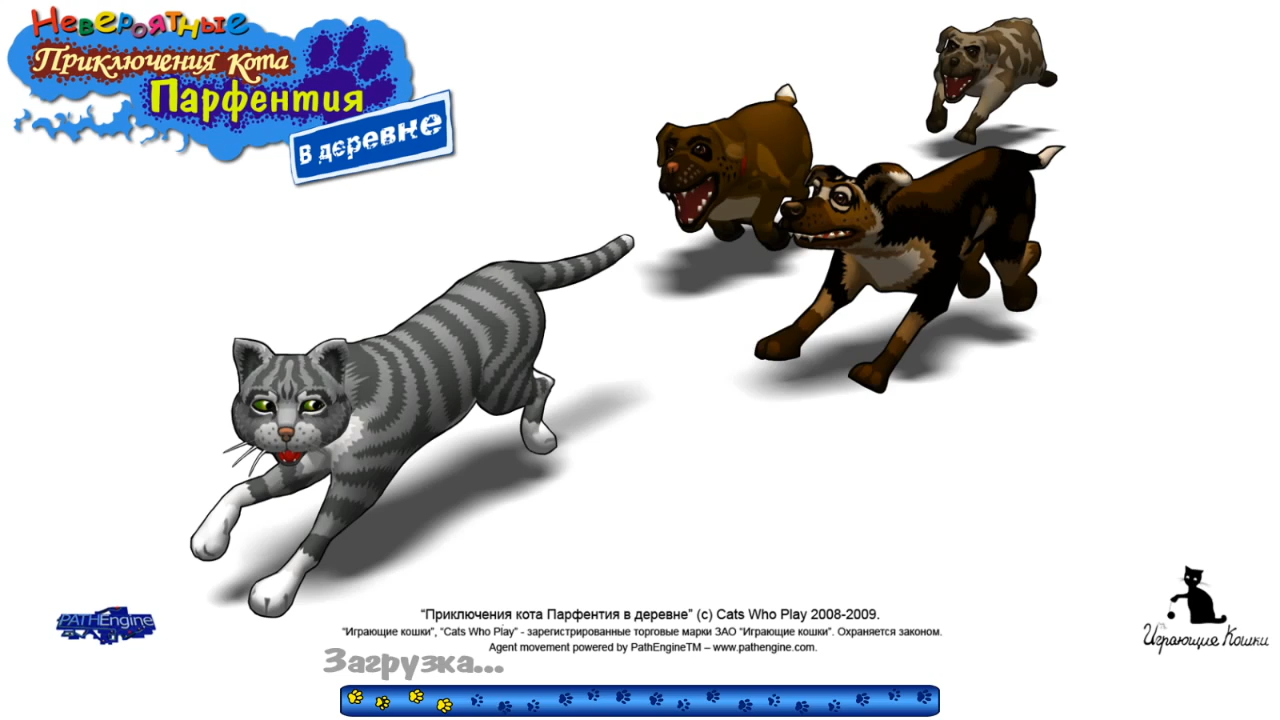 Невероятные
Приключения кота
Парфентия
в деревне
"Приключения кота Парфентия в деревне" (c) Cats Who Play 2008-2009.
"Играющие кошки", "Cats Who Play" - зарегистрированные торговые марки ЗАО "Играющие кошки". Охраняется законом.
Agent movement powered by PathEngineTM – www.pathengine.com.
PATHEngine
Играющие Кошки
Загрузка...